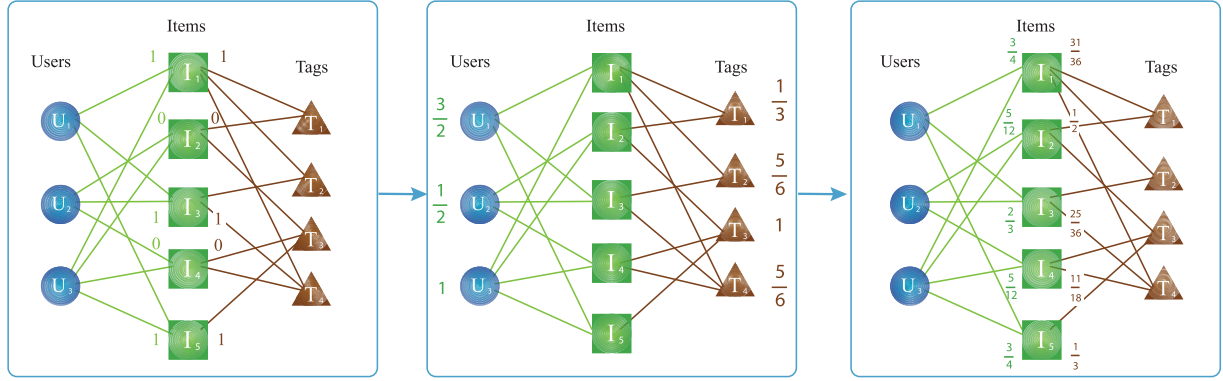 Items
Users
Tags
1 I1 1
U1
T1
0 I2 0
U2
T2
I3
1 1
T3
0 0
I4
U3
T4
1 I5 1
Items
Users
Tags
I1
3/2 U1
T1 1/3
I2
T2 5/6
1/2 U2
I3
T3 1
I4
1 U3
T4 5/6
I5
Items
Users
Tags
3/4 I1 31/36
U1
T1
5/12 I2 1/2
T2
U2
I3
2/3 25/36
T3
I4
U3
T4
5/12 11/18
I5
3/4 1/3